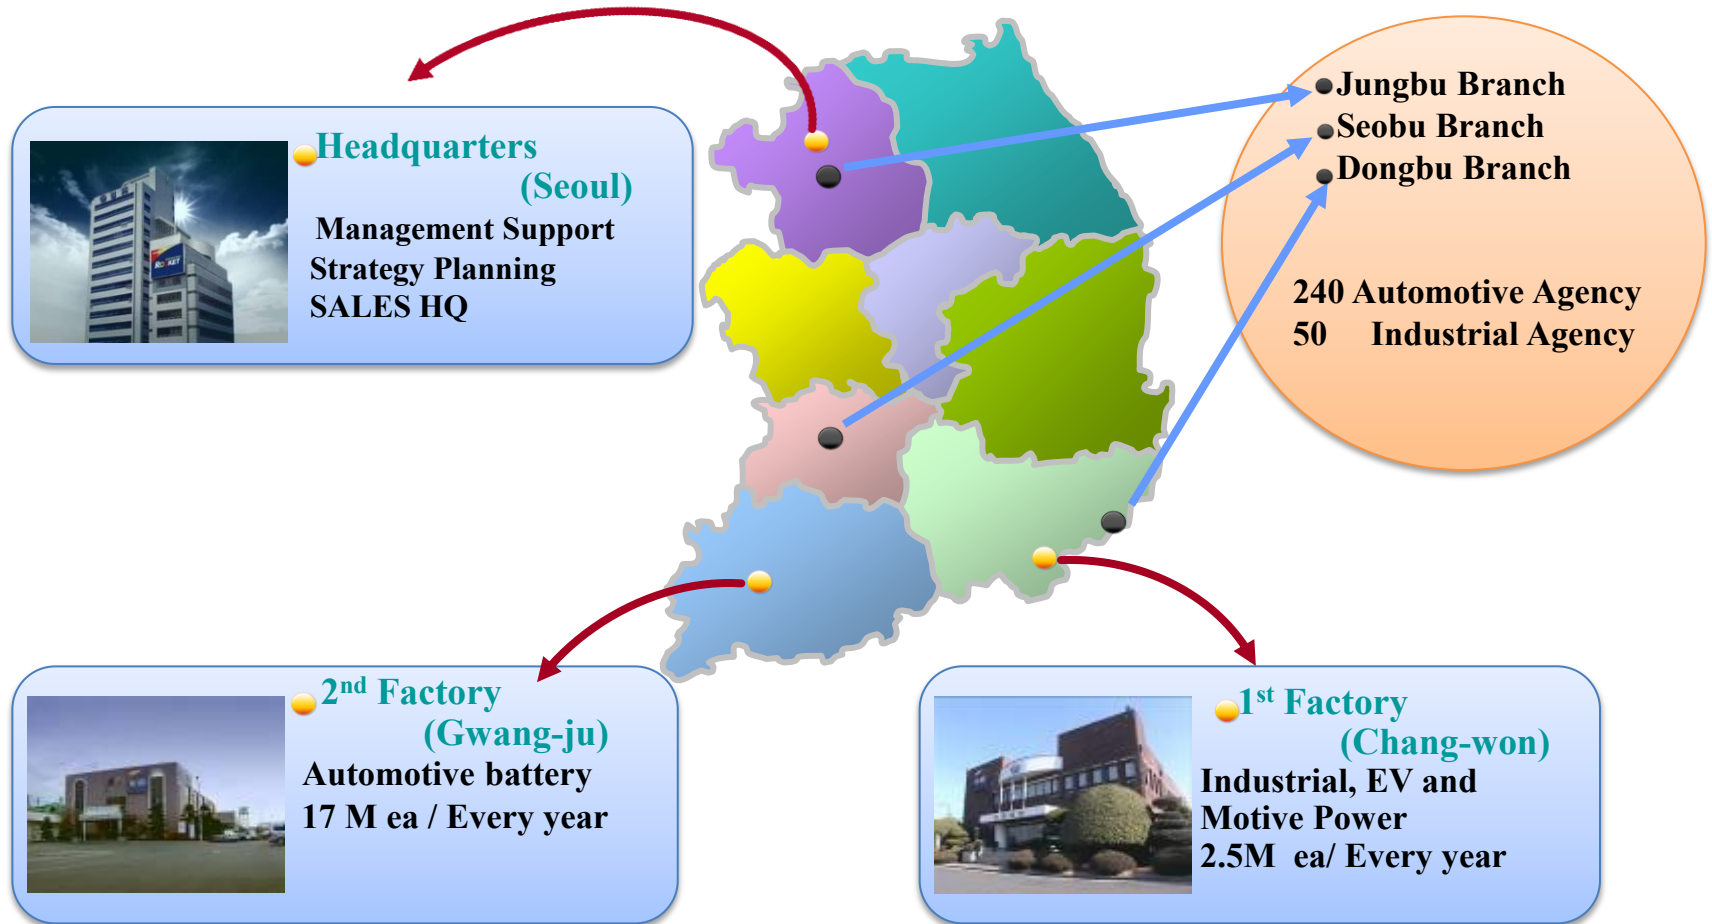 Headquarters
(Seoul)
Management Support
Strategy Planning
SALES HQ
ROCKET
Jungbu Branch
Seobu Branch
Dongbu Branch
240 Automotive Agency
50 Industrial Agency
2nd Factory
(Gwang-ju)
Automotive battery
17 M ea / Every year
1st Factory
(Chang-won)
Industrial, EV and
Motive Power
2.5M ea/ Every year